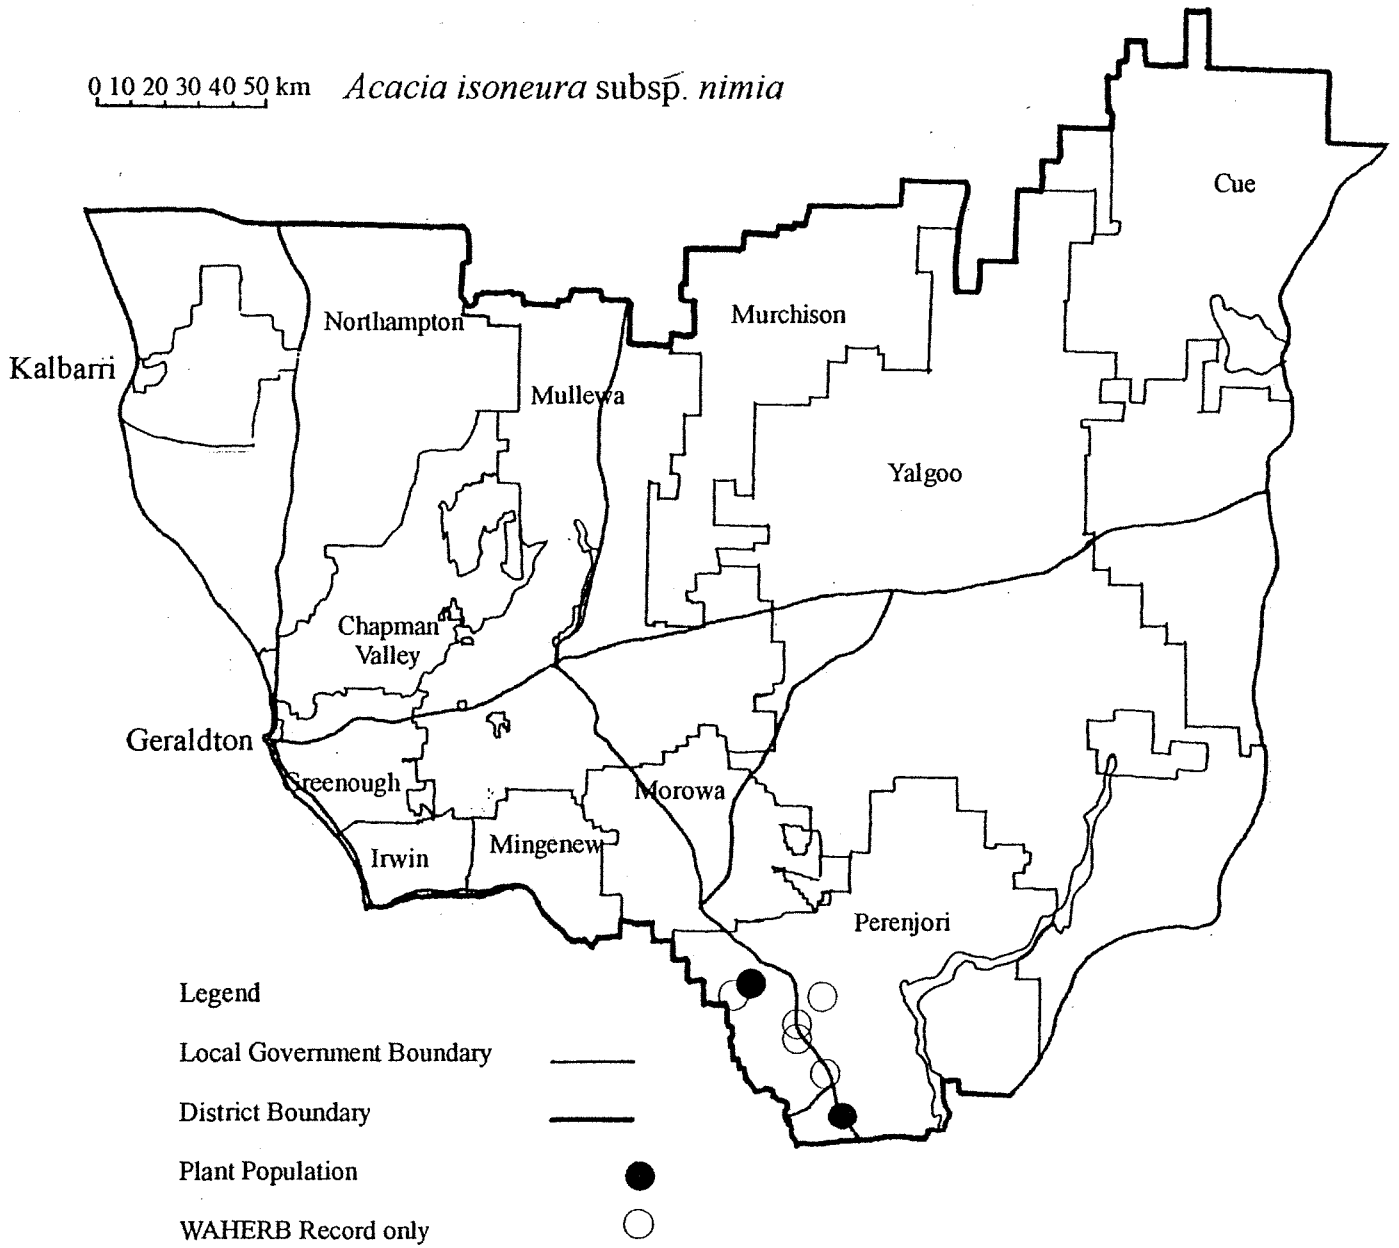 0 10 20 30 40 50 km
Acacia isoneura subsp. nimia
Cue
Northampton
Murchison
Kalbarri
Mullewa
Yalgoo
Chapman
Valley
Geraldton
Greenough
Morowa
Irwin
Mingenew
Perenjori
Legend
Local Government Boundary
District Boundary
Plant Population
WAHERB Record only